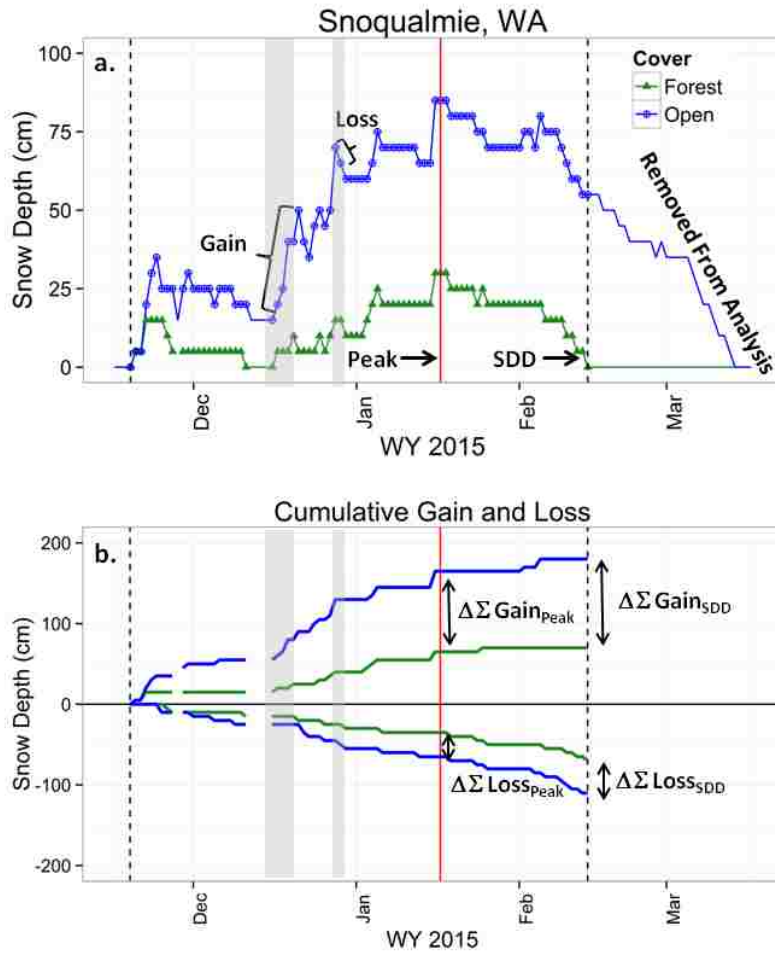 Snoqualmie, WA
a.
Snow Depth (cm)
100
75
50
25
0
Cover
Forest
Open
Gain
Loss
Peak
SDD
Removed From Analysis
Dec
Jan
Feb
Mar
WY 2015
Cumulative Gain and Loss
b.
Snow Depth (cm)
200
100
0
-100
-200
ΔΣ GainPeak
ΔΣ GainSDD
ΔΣ LossPeak
ΔΣ LossSDD
Dec
Jan
Feb
Mar
WY 2015